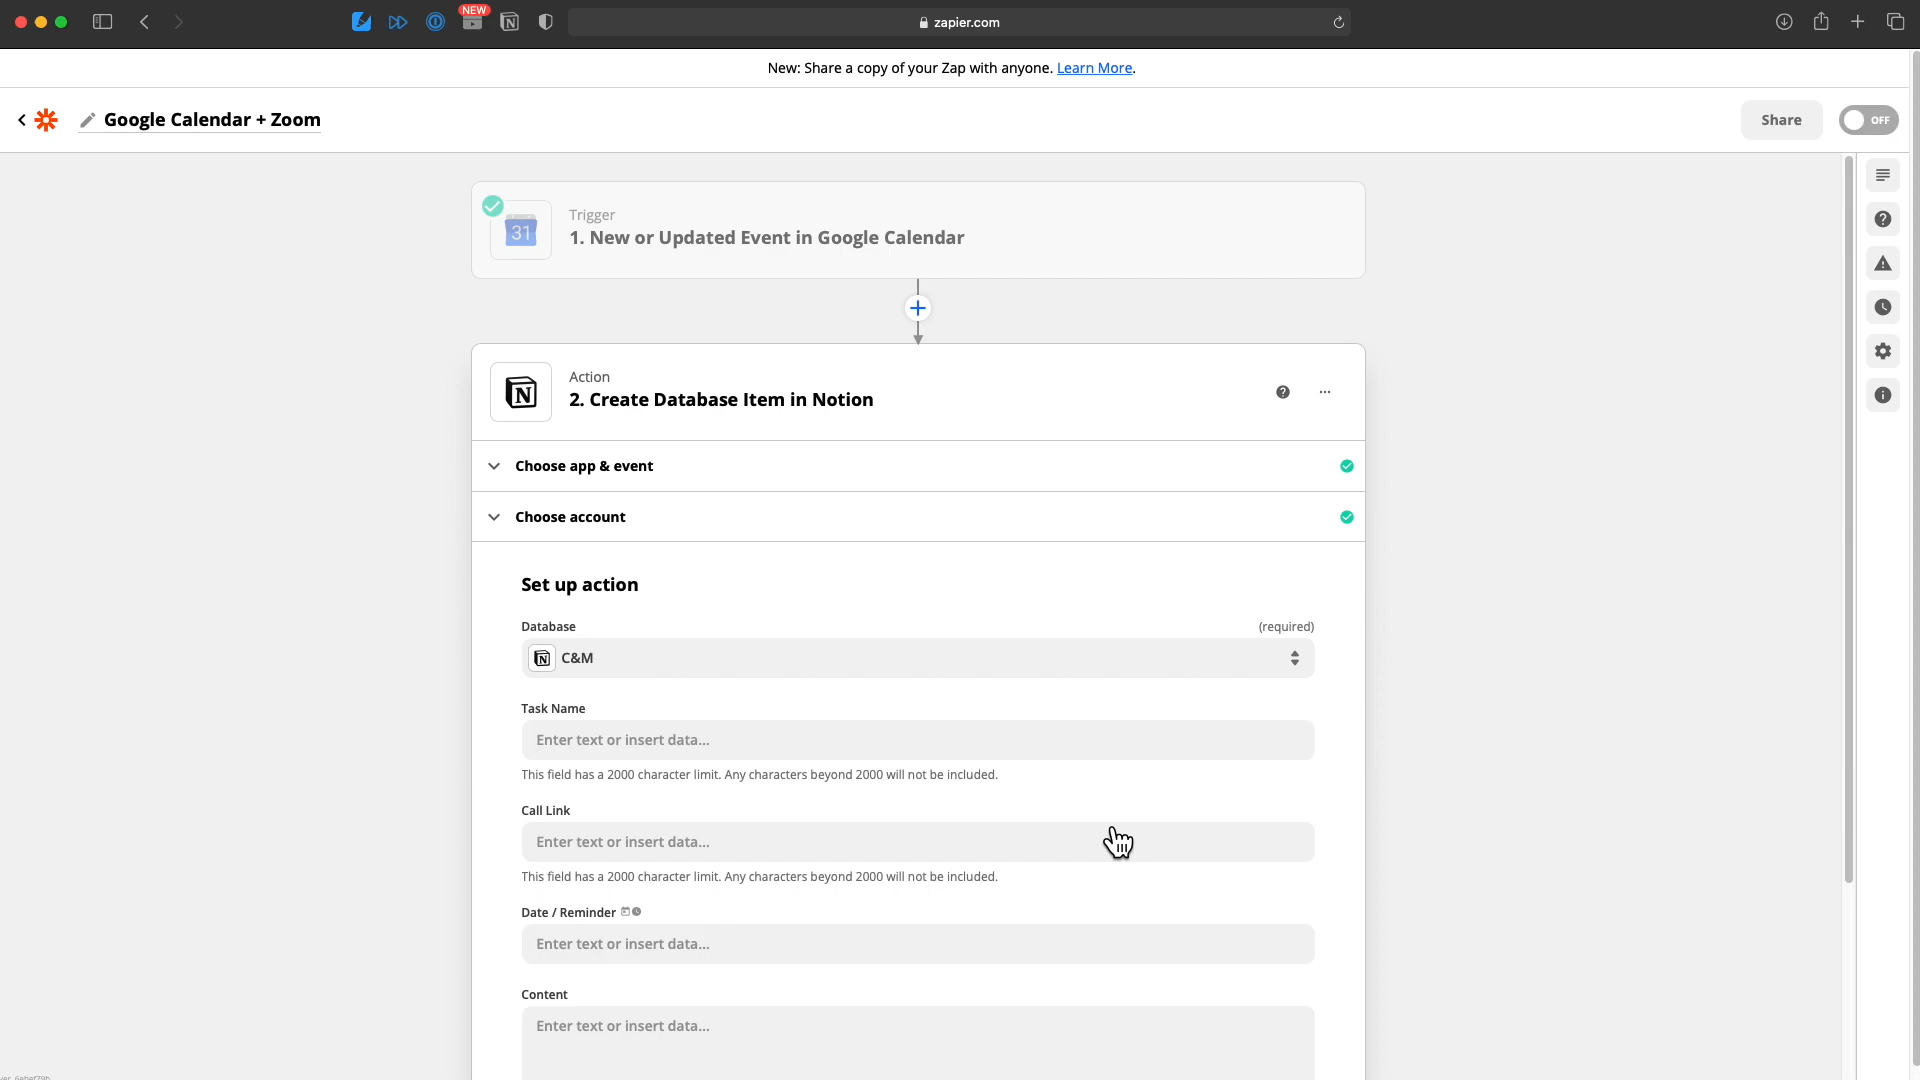 NEW
zapier.com
New: Share a copy of your Zap with anyone. Learn More.
Google Calendar + Zoom
Share
OFF
31
Trigger
1. New or Updated Event in Google Calendar
Action
2. Create Database Item in Notion
Choose app & event
Choose account
Set up action
Database
(required)
C&M
Task Name
Enter text or insert data...
This field has a 2000 character limit. Any characters beyond 2000 will not be included.
Call Link
Enter text or insert data...
This field has a 2000 character limit. Any characters beyond 2000 will not be included.
Date / Reminder
Enter text or insert data...
Content
Enter text or insert data...